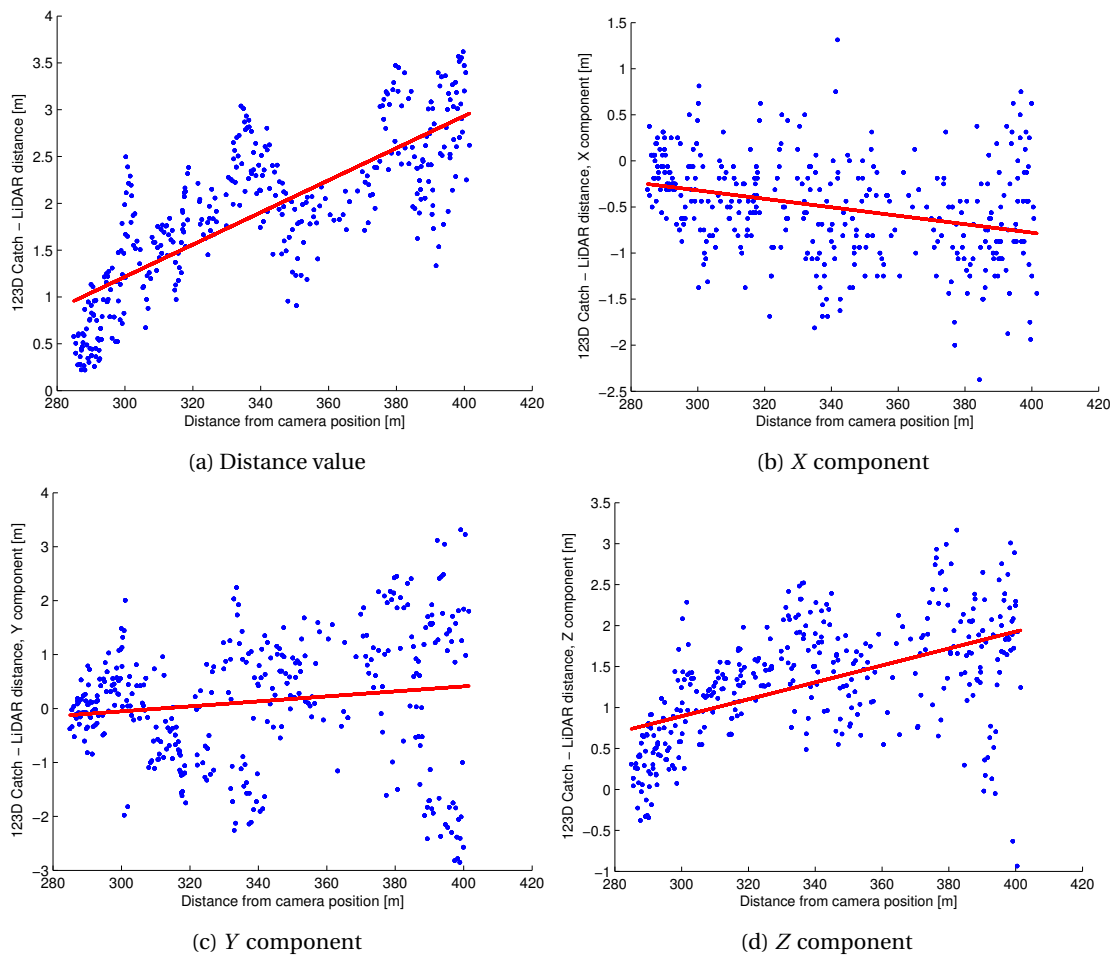 4
3.5
3
2.5
2
1.5
1
0.5
0
280 300 320 340 360 380 400 420
123D Catch − LiDAR distance [m]
Distance from camera position [m]
(a) Distance value
1.5
1
0.5
0
−0.5
−1
−1.5
−2
−2.5
280 300 320 340 360 380 400 420
123D Catch − LiDAR distance, X component [m]
Distance from camera position [m]
(b) X component
4
3
2
1
0
−1
−2
−3
280 300 320 340 360 380 400 420
123D Catch − LiDAR distance, Y component [m]
Distance from camera position [m]
(c) Y component
3.5
3
2.5
2
1.5
1
0.5
0
−0.5
−1
280 300 320 340 360 380 400 420
123D Catch − LiDAR distance, Z component [m]
Distance from camera position [m]
(d) Z component